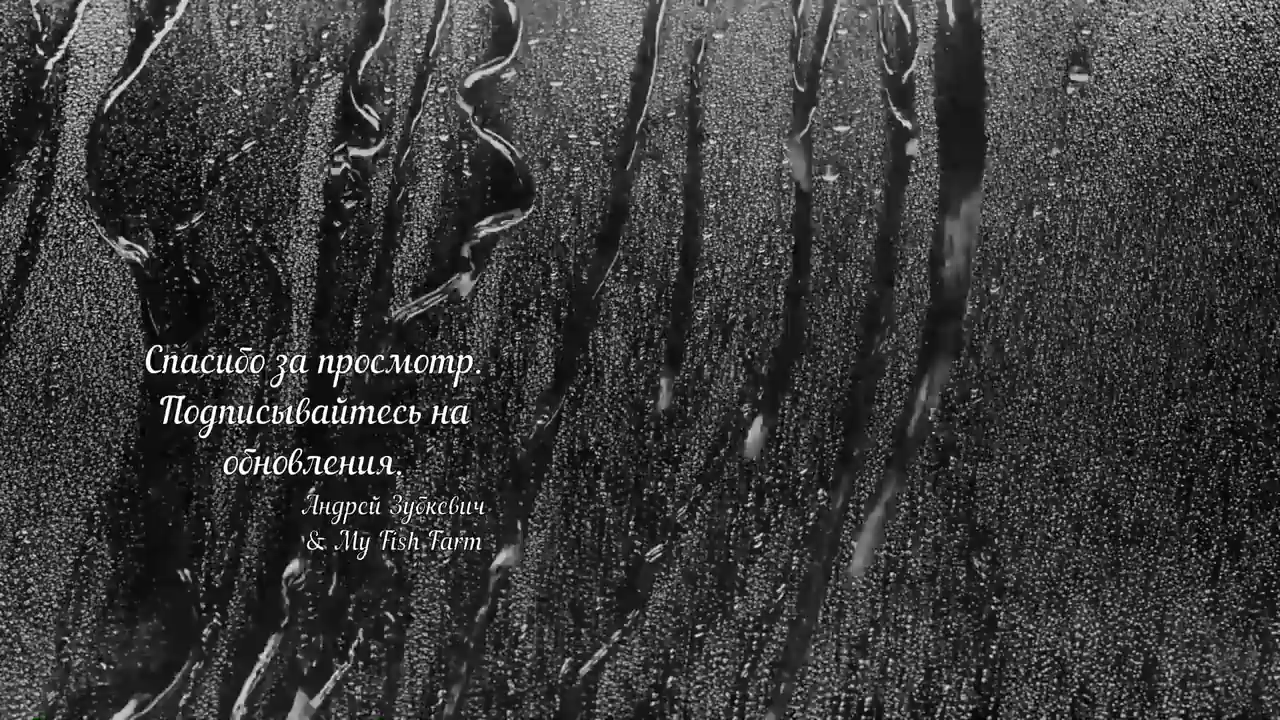 Спасибо за просмотр.
Подписывайтесь на
обновления.
Андрей Зубкевич
& My Fish Farm